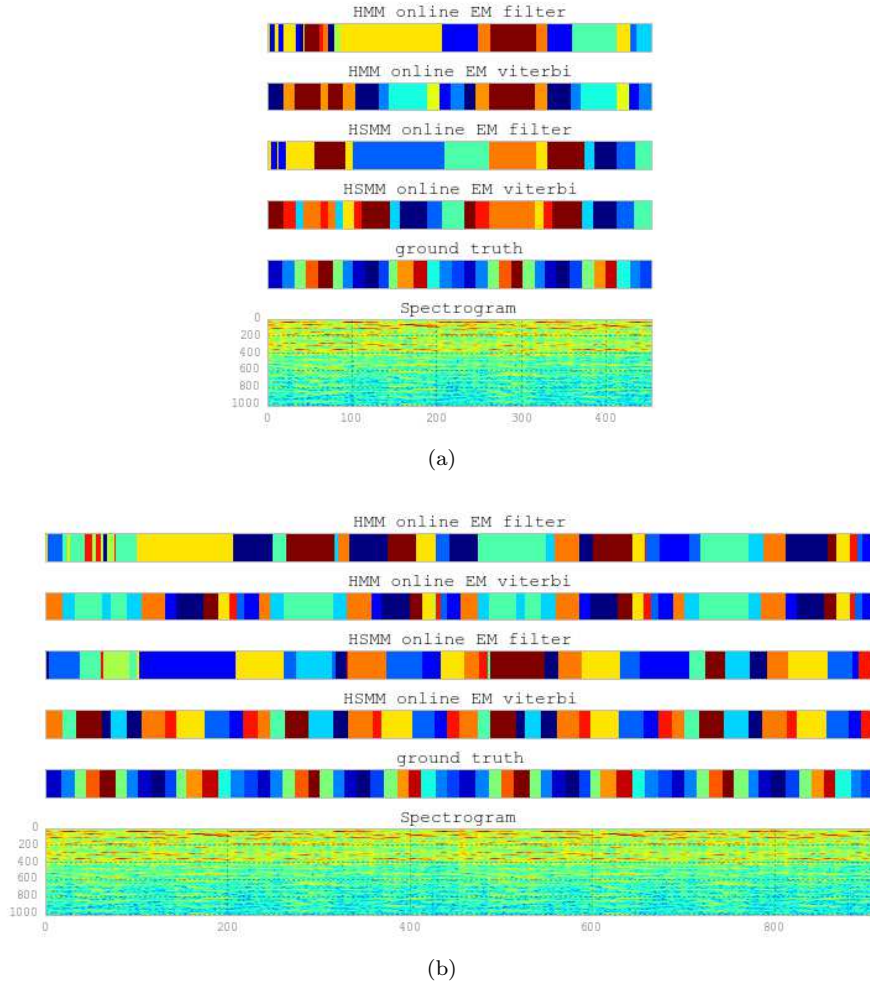 HMM online EM filter
HMM online EM viterbi
HSMM online EM filter
HSMM online EM viterbi
ground truth
Spectrogram
0
200
400
600
800
1000
0 100 200 300 400
(a)
HMM online EM filter
HMM online EM viterbi
HSMM online EM filter
HSMM online EM viterbi
ground truth
Spectrogram
0
200
400
600
800
1000
0 200 400 600 800
(b)